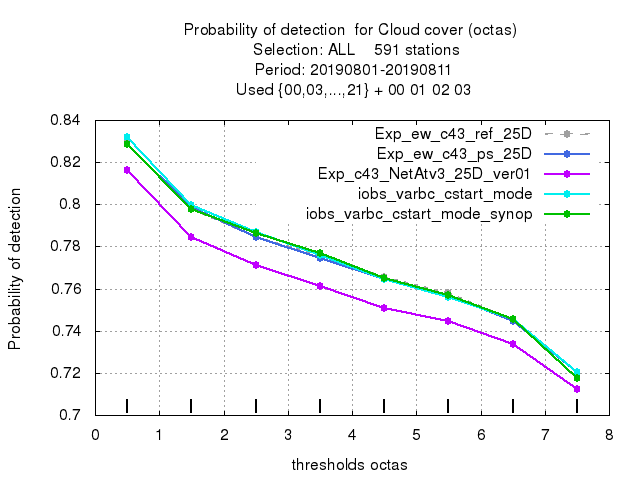 Probability of detection  for Cloud cover (octas)
Selection: ALL    591 stations
Period: 20190801-20190811
Used {00,03,...,21} + 00 01 02 03
Exp_ew_c43_ref_25D
Exp_ew_c43_ps_25D
Exp_c43_NetAtv3_25D_ver01
iobs_varbc_cstart_mode
iobs_varbc_cstart_mode_synop
Probability of detection
0.84
0.82
0.8
0.78
0.76
0.74
0.72
0.7
0 1 2 3 4 5 6 7 8
thresholds octas